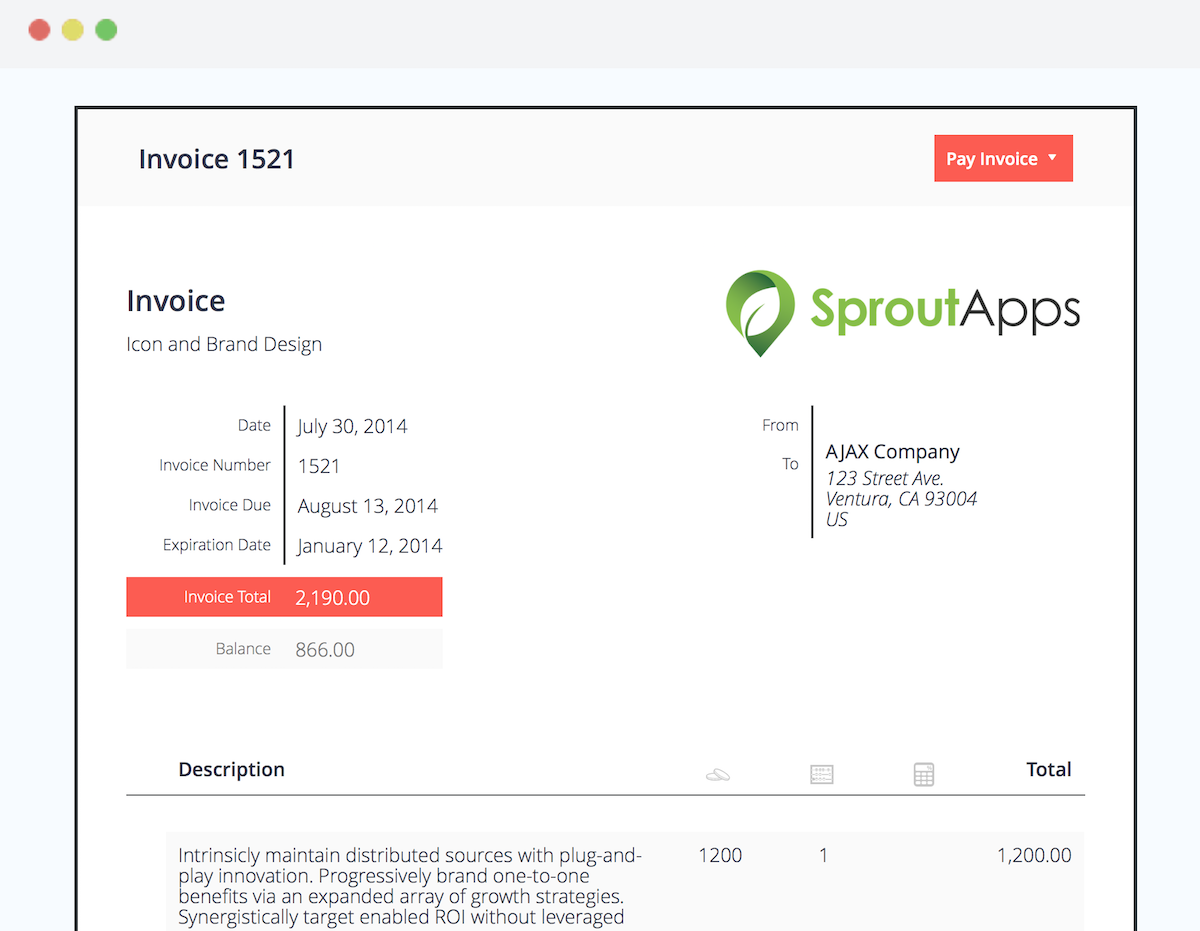 Invoice 1521
Pay Invoice
Invoice
Icon and Brand Design
SproutApps
Date July 30, 2014
Invoice Number 1521
Invoice Due August 13, 2014
Expiration Date January 12, 2014
Invoice Total 2,190.00
Balance 866.00
From
To
AJAX Company
123 Street Ave.
Ventura, CA 93004
US
Description Total
Intrinsicly maintain distributed sources with plug-and- 1200 1 1,200.00
play innovation. Progressively brand one-to-one
benefits via an expanded array of growth strategies.
Synergistically target enabled ROI without leveraged